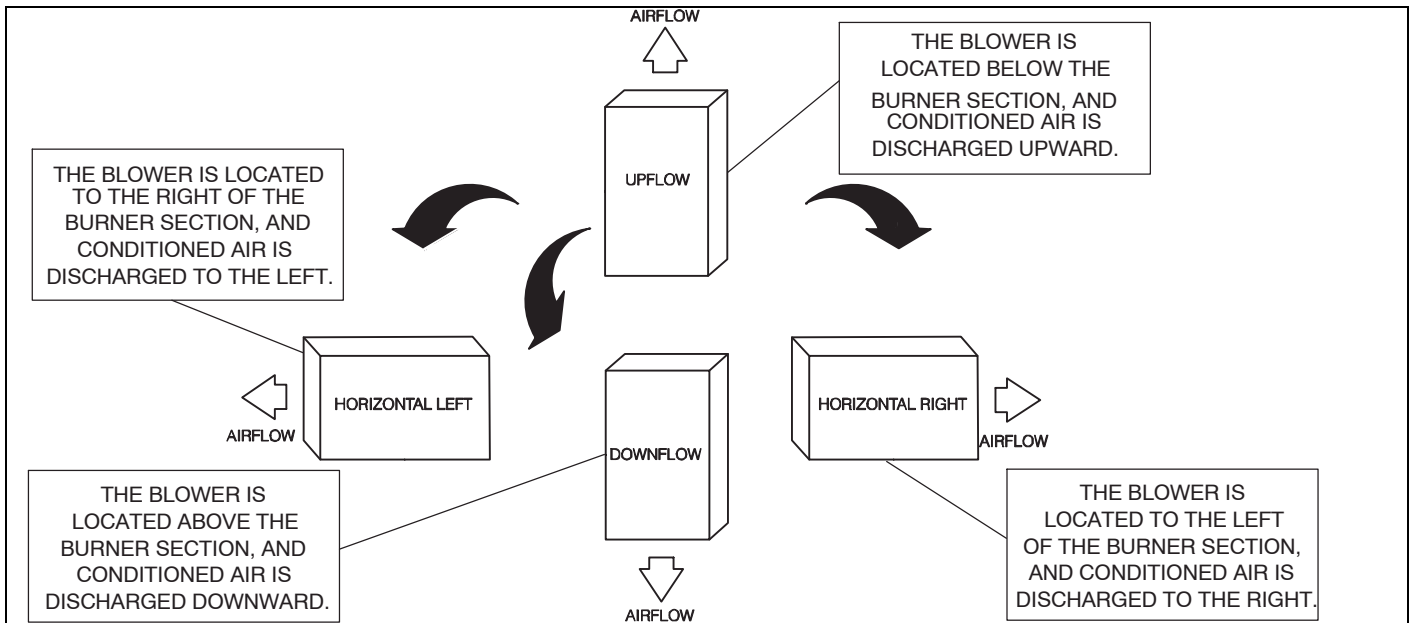 AIRFLOW
THE BLOWER IS
LOCATED BELOW THE
BURNER SECTION, AND
CONDITIONED AIR IS
DISCHARGED UPWARD.
THE BLOWER IS LOCATED
TO THE RIGHT OF THE
BURNER SECTION, AND
CONDITIONED AIR IS
DISCHARGED TO THE LEFT.
UPFLOW
HORIZONTAL LEFT
AIRFLOW
HORIZONTAL RIGHT
AIRFLOW
DOWNFLOW
THE BLOWER IS
LOCATED ABOVE THE
BURNER SECTION, AND
CONDITIONED AIR IS
DISCHARGED DOWNWARD.
THE BLOWER IS
LOCATED TO THE LEFT
OF THE BURNER SECTION,
AND CONDITIONED AIR IS
DISCHARGED TO THE RIGHT.
AIRFLOW